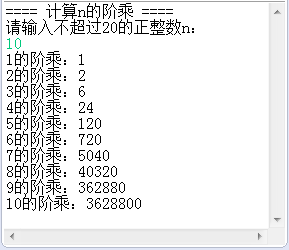 ==== 计算n的阶乘 ====
请输入不超过20的正整数n：
10
1的阶乘：1
2的阶乘：2
3的阶乘：6
4的阶乘：24
5的阶乘：120
6的阶乘：720
7的阶乘：5040
8的阶乘：40320
9的阶乘：362880
10的阶乘：3628800